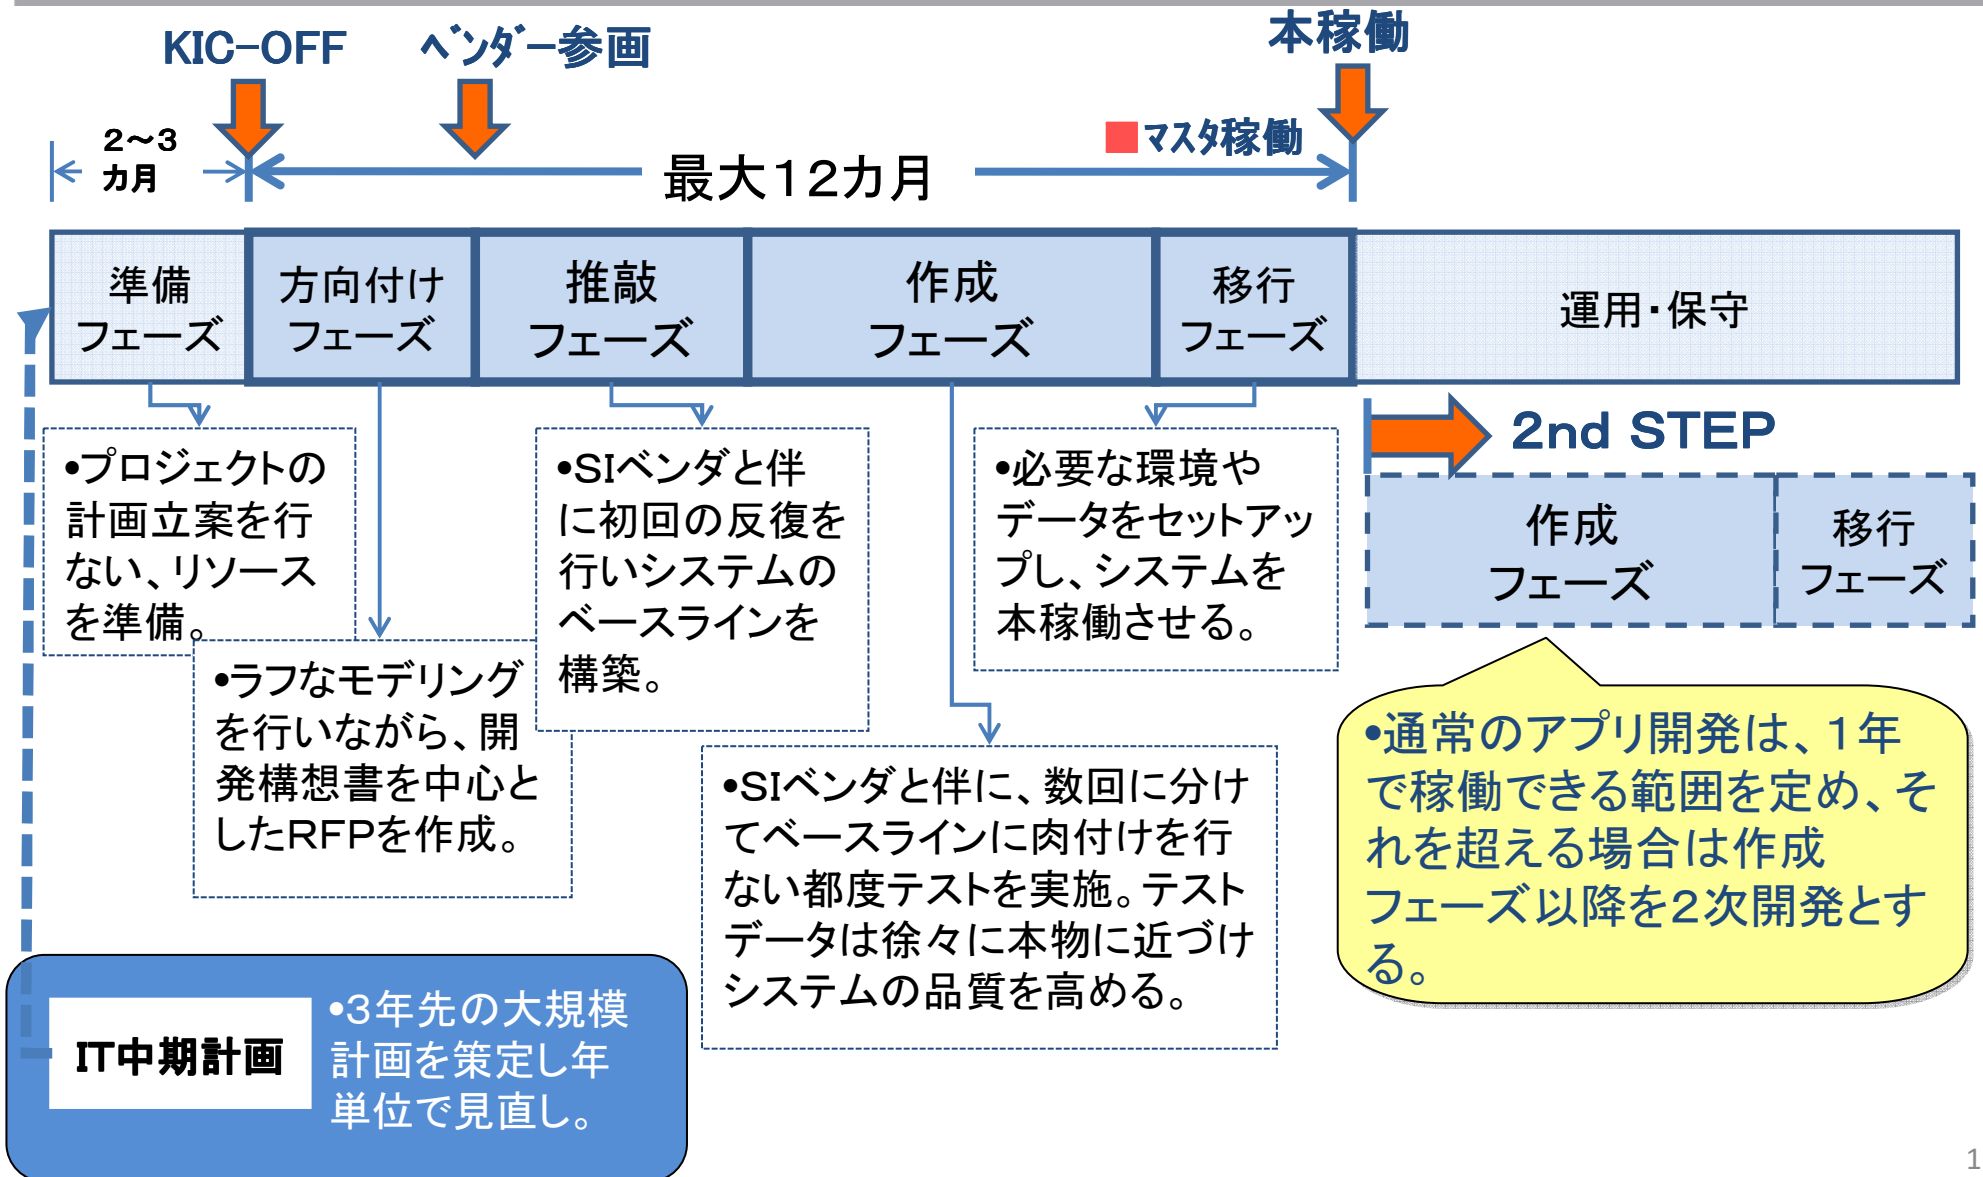 KIC-OFF
ベンダー参画
本稼働
2～3
カ月
最大12カ月
■マスタ稼働
準備
フェーズ
方向付け
フェーズ
推敲
フェーズ
作成
フェーズ
移行
フェーズ
運用・保守
•プロジェクトの
計画立案を行
ない、リソース
を準備。
•ラフなモデリング
を行いながら、開
発構想書を中心と
したRFPを作成。
•SIベンダと伴
に初回の反復を
行いシステムの
ベースラインを
構築。
•SIベンダと伴に、数回に分け
てベースラインに肉付けを行
ない都度テストを実施。テスト
データは徐々に本物に近づけ
システムの品質を高める。
•必要な環境や
データをセットアッ
プし、システムを
本稼働させる。
2nd STEP
作成
フェーズ
移行
フェーズ
•通常のアプリ開発は、1年
で稼働できる範囲を定め、そ
れを超える場合は作成
フェーズ以降を2次開発とす
る。
IT中期計画
•3年先の大規模
計画を策定し年
単位で見直し。
1